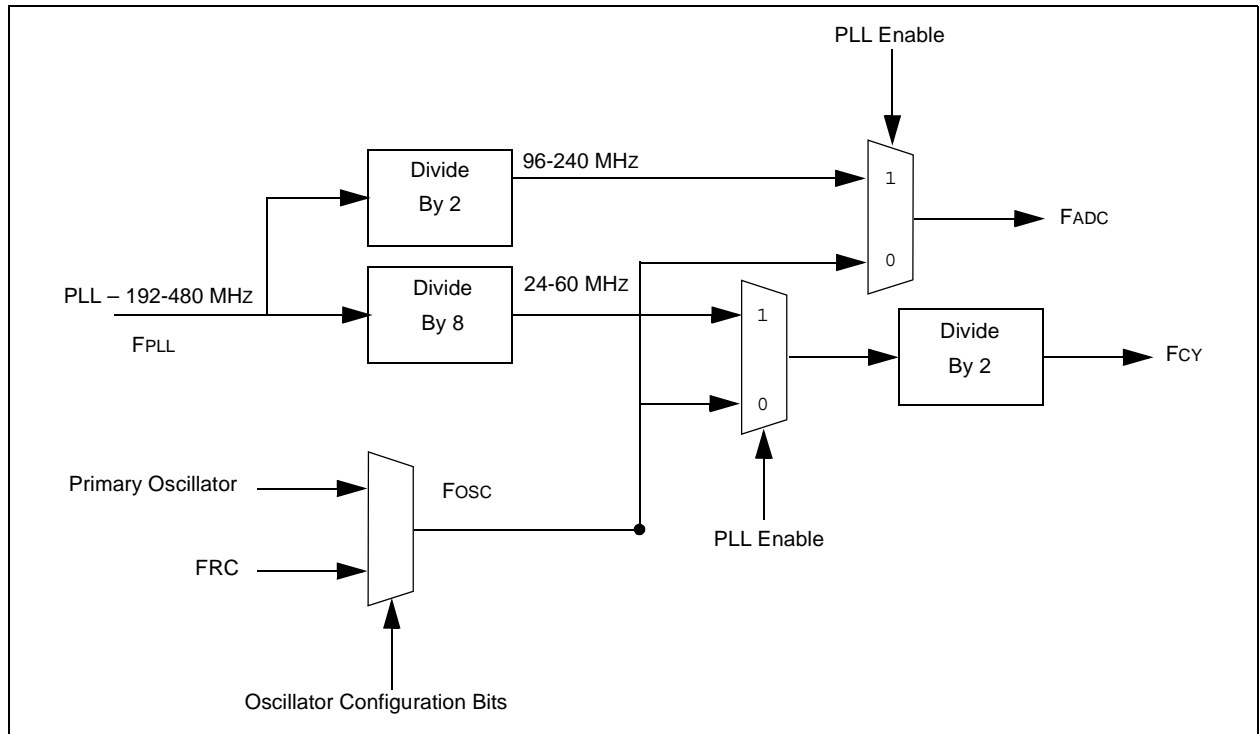 PLL Enable
Divide
By 2
96-240 MHz
1
FADC
0
PLL – 192-480 MHz
FPLL
Divide
By 8
24-60 MHz
1
0
Divide
By 2
FCY
Primary Oscillator
FOSC
FRC
PLL Enable
Oscillator Configuration Bits